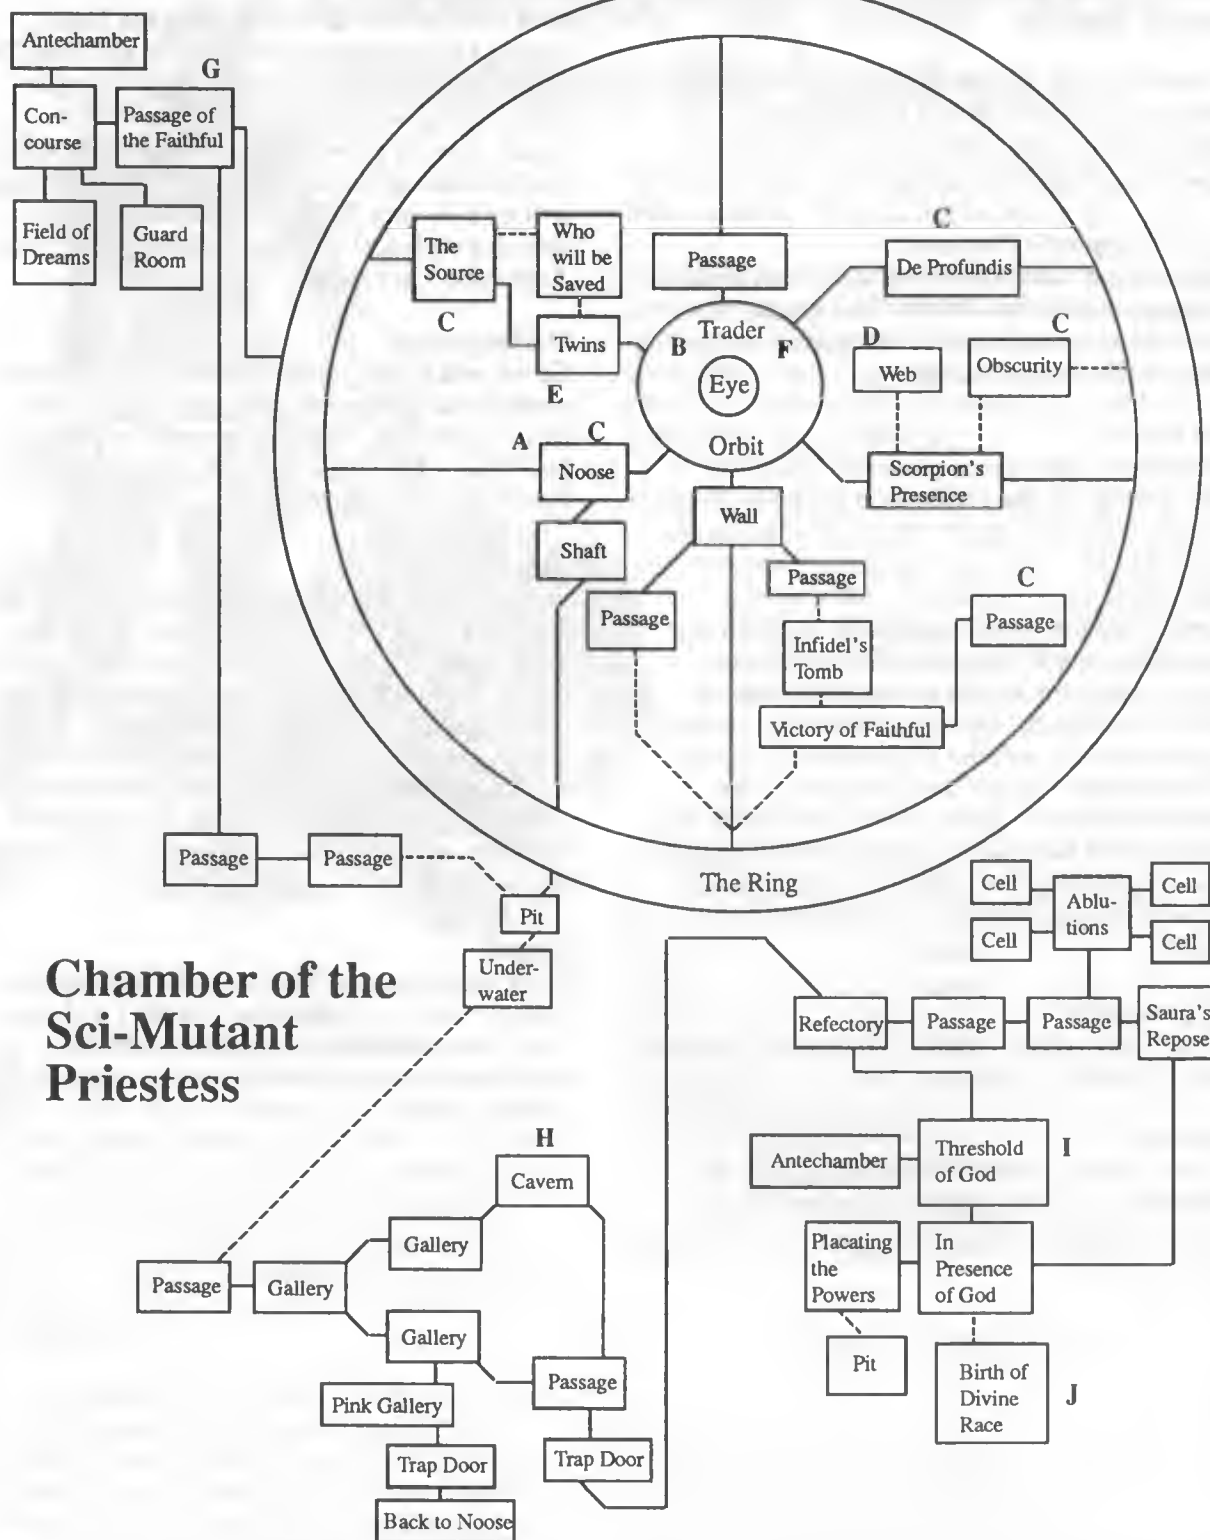 Antechamber
G
Con-
course
Passage of
the Faithful
Field of
Dreams
Guard
Room
The
Source
C
Who
will be
Saved
Twins
E
Passage
Trader
B
F
Eye
Orbit
C
De Profundis
D
Web
C
Obscurity
Scorpion's
Presence
A
C
Noose
Shaft
Wall
Passage
Passage
Infidel's
Tomb
C
Passage
Victory of Faithful
The Ring
Passage
Passage
Pit
Under-
water
Chamber of the
Sci-Mutant
Priestess
Cell
Cell
Ablu-
tions
Cell
Cell
Refectory
Passage
Passage
Saura's
Repose
Antechamber
Threshold
of God
I
Placating
the
Powers
In
Presence
of God
Pit
Birth of
Divine
Race
J
H
Cavern
Gallery
Passage
Gallery
Gallery
Passage
Pink Gallery
Trap Door
Trap Door
Back to Noose